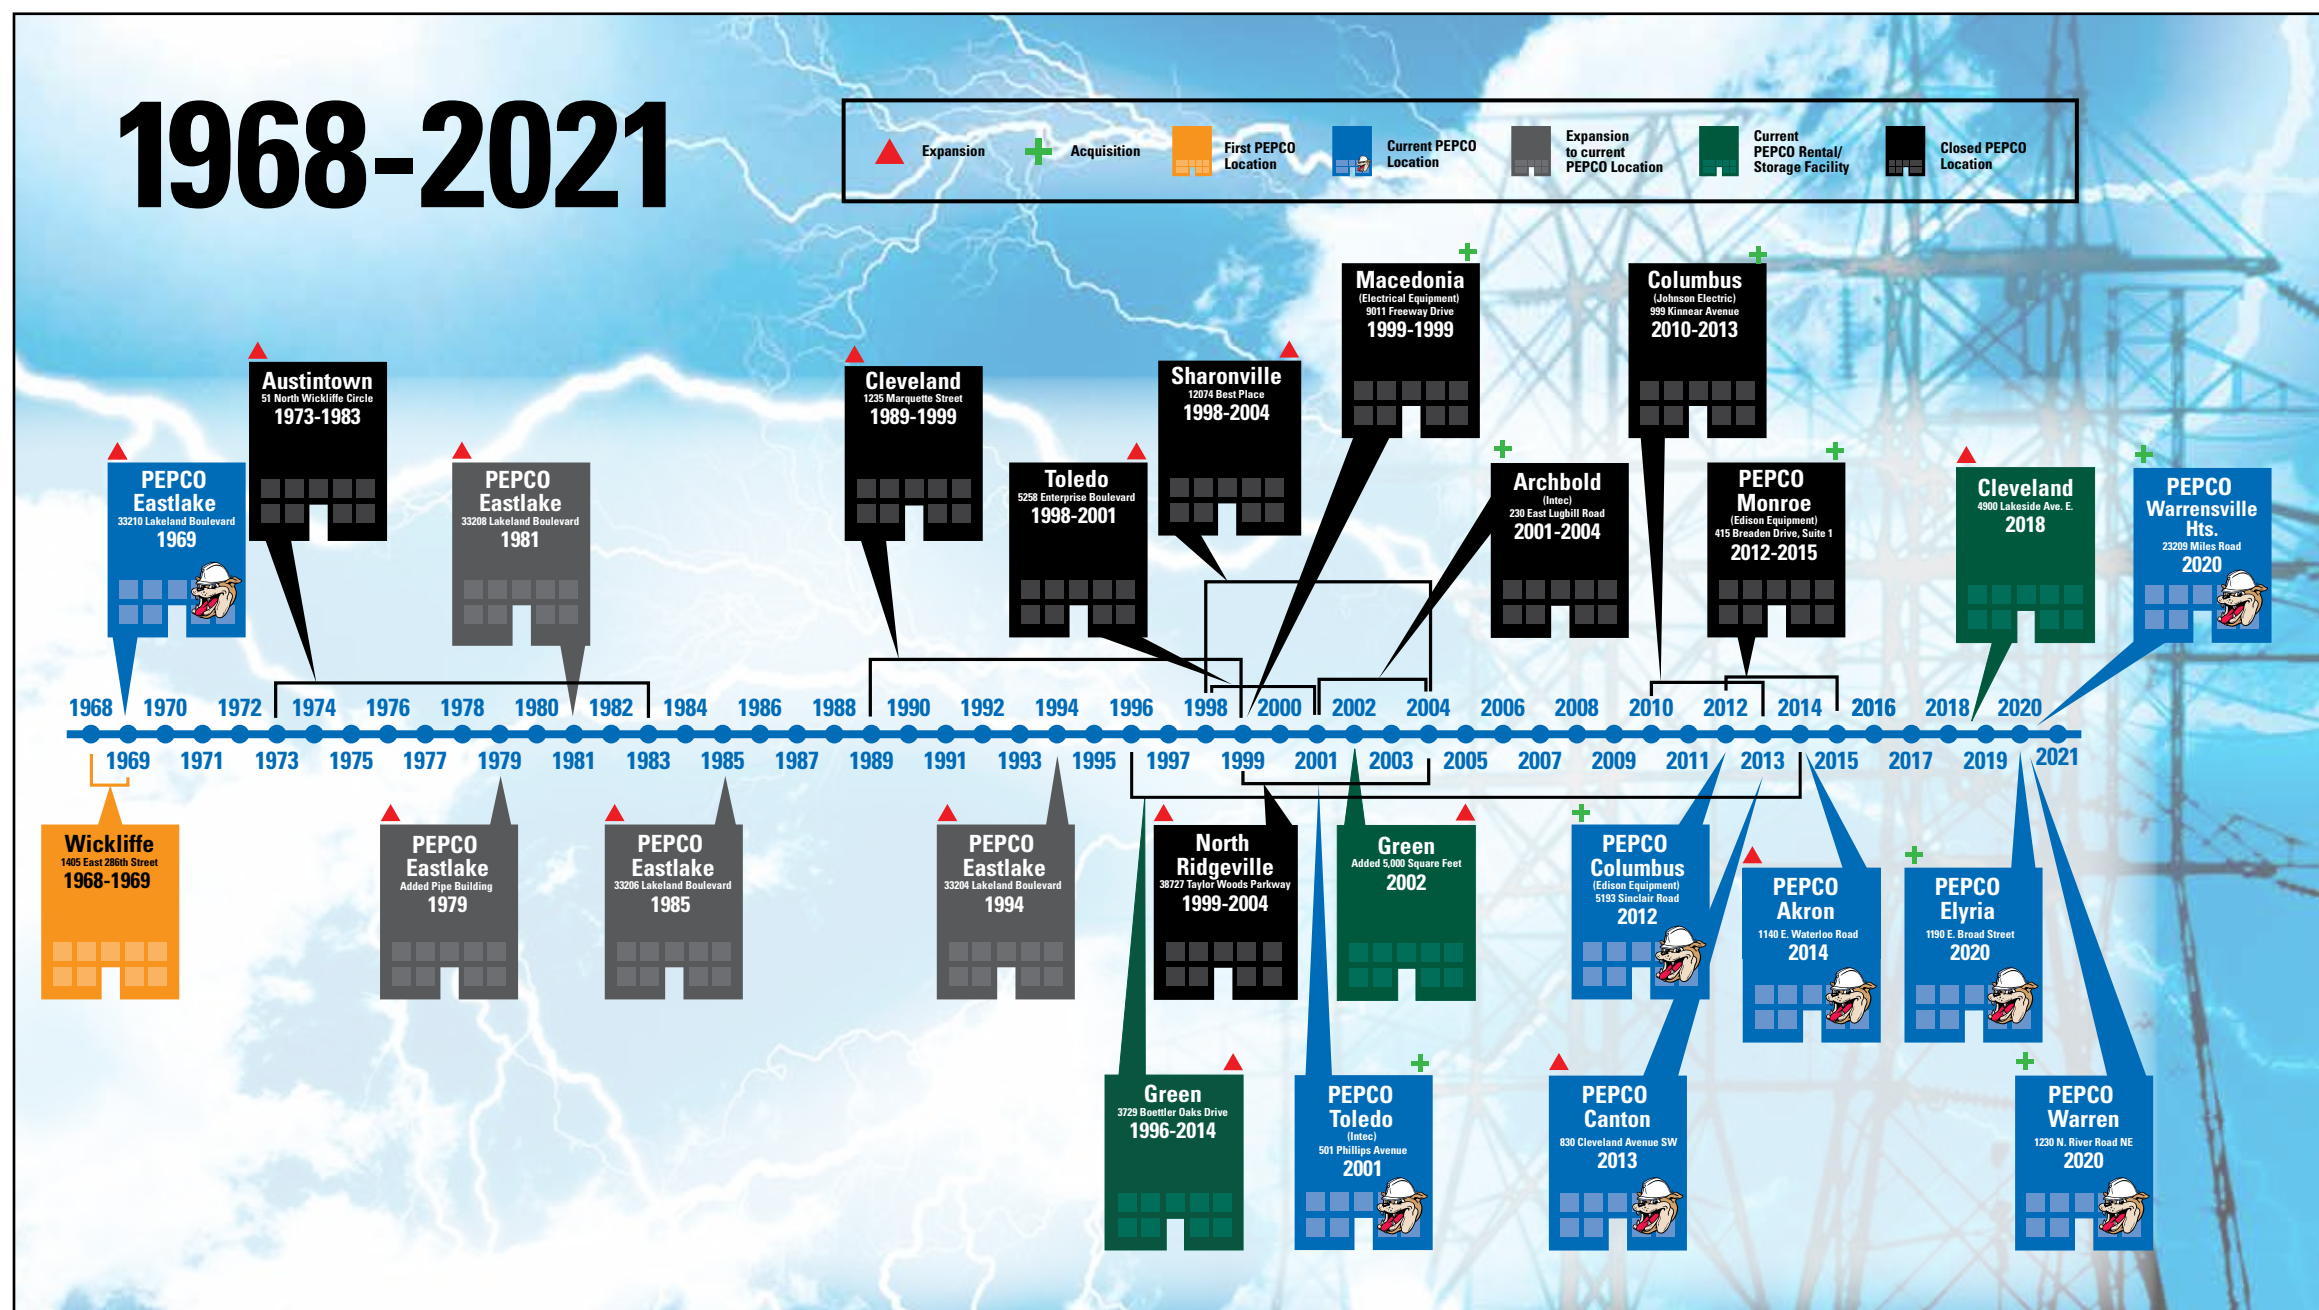 1968-2021
Expansion
Acquisition
First PEPCO
Location
Current PEPCO
Location
Expansion
to current
PEPCO Location
Current
PEPCO Rental/
Storage Facility
Closed PEPCO
Location
PEPCO
Eastlake
33210 Lakeland Boulevard
1969
Austintown
51 North Wickliffe Circle
1973-1983
PEPCO
Eastlake
33208 Lakeland Boulevard
1981
Cleveland
1235 Marquette Street
1989-1999
Toledo
5258 Enterprise Boulevard
1998-2001
Sharonville
12074 Best Place
1998-2004
Macedonia
(Electrical Equipment)
9011 Freeway Drive
1999-1999
Archbold
(Intec)
230 East Lugbill Road
2001-2004
Columbus
(Johnson Electric)
999 Kinnear Avenue
2010-2013
PEPCO
Monroe
(Edison Equipment)
415 Breaden Drive, Suite 1
2012-2015
Cleveland
4900 Lakeside Ave. E.
2018
PEPCO
Warrensville
Hts.
23209 Miles Road
2020
1968 1970 1972 1974 1976 1978 1980 1982 1984 1986 1988 1990 1992 1994 1996 1998 2000 2002 2004 2006 2008 2010 2012 2014 2016 2018 2020
1969 1971 1973 1975 1977 1979 1981 1983 1985 1987 1989 1991 1993 1995 1997 1999 2001 2003 2005 2007 2009 2011 2013 2015 2017 2019 2021
Wickliffe
1405 East 286th Street
1968-1969
PEPCO
Eastlake
Added Pipe Building
1979
PEPCO
Eastlake
33206 Lakeland Boulevard
1985
PEPCO
Eastlake
33204 Lakeland Boulevard
1994
North
Ridgeville
38727 Taylor Woods Parkway
1999-2004
Green
Added 5,000 Square Feet
2002
PEPCO
Columbus
(Edison Equipment)
5193 Sinclair Road
2012
PEPCO
Akron
1140 E. Waterloo Road
2014
PEPCO
Elyria
1190 E. Broad Street
2020
Green
3729 Boettler Oaks Drive
1996-2014
PEPCO
Toledo
(Intec)
501 Phillips Avenue
2001
PEPCO
Canton
830 Cleveland Avenue SW
2013
PEPCO
Warren
1230 N. River Road NE
2020